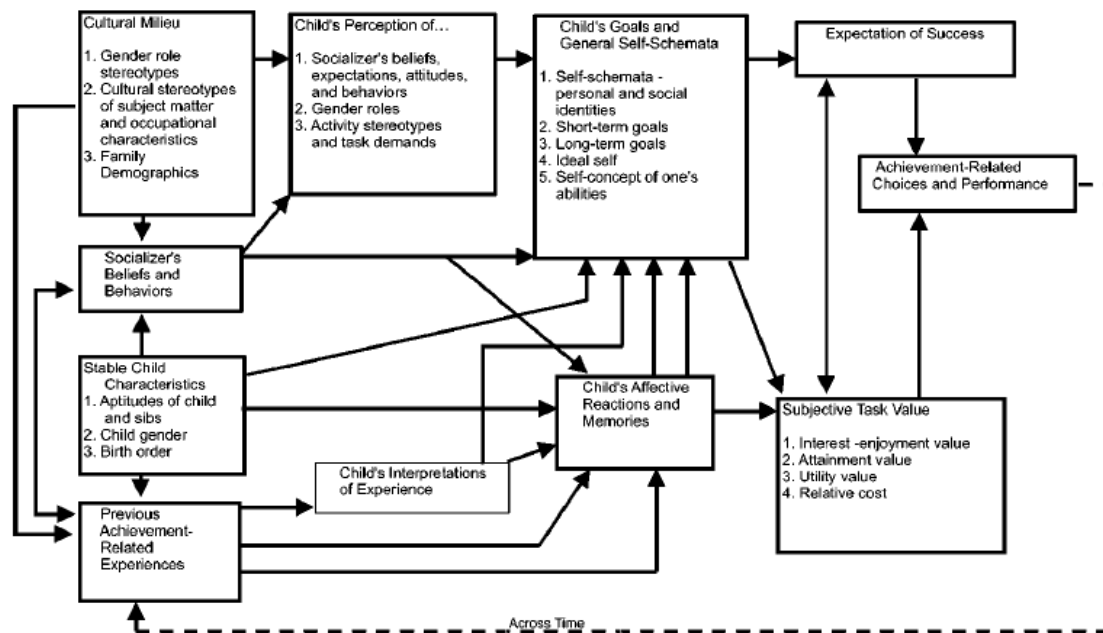 Cultural Milieu
1. Gender role
stereotypes
2. Cultural stereotypes
of subject matter
and occupational
characteristics
3. Family
Demographics
Child's Perception of...
1. Socializer's beliefs,
expectations, attitudes,
and behaviors
2. Gender roles
3. Activity stereotypes
and task demands
Child's Goals and
General Self-Schemata
1. Self-schemata -
personal and social
identities
2. Short-term goals
3. Long-term goals
4. Ideal self
5. Self-concept of one's
abilities
Expectation of Success
Achievement-Related
Choices and Performance
Socializer's
Beliefs and
Behaviors
Stable Child
Characteristics
1. Aptitudes of child
and sibs
2. Child gender
3. Birth order
Child's Affective
Reactions and
Memories
Subjective Task Value
1. Interest -enjoyment value
2. Attainment value
3. Utility value
4. Relative cost
Child's Interpretations
of Experience
Previous
Achievement-
Related
Experiences
Across Time